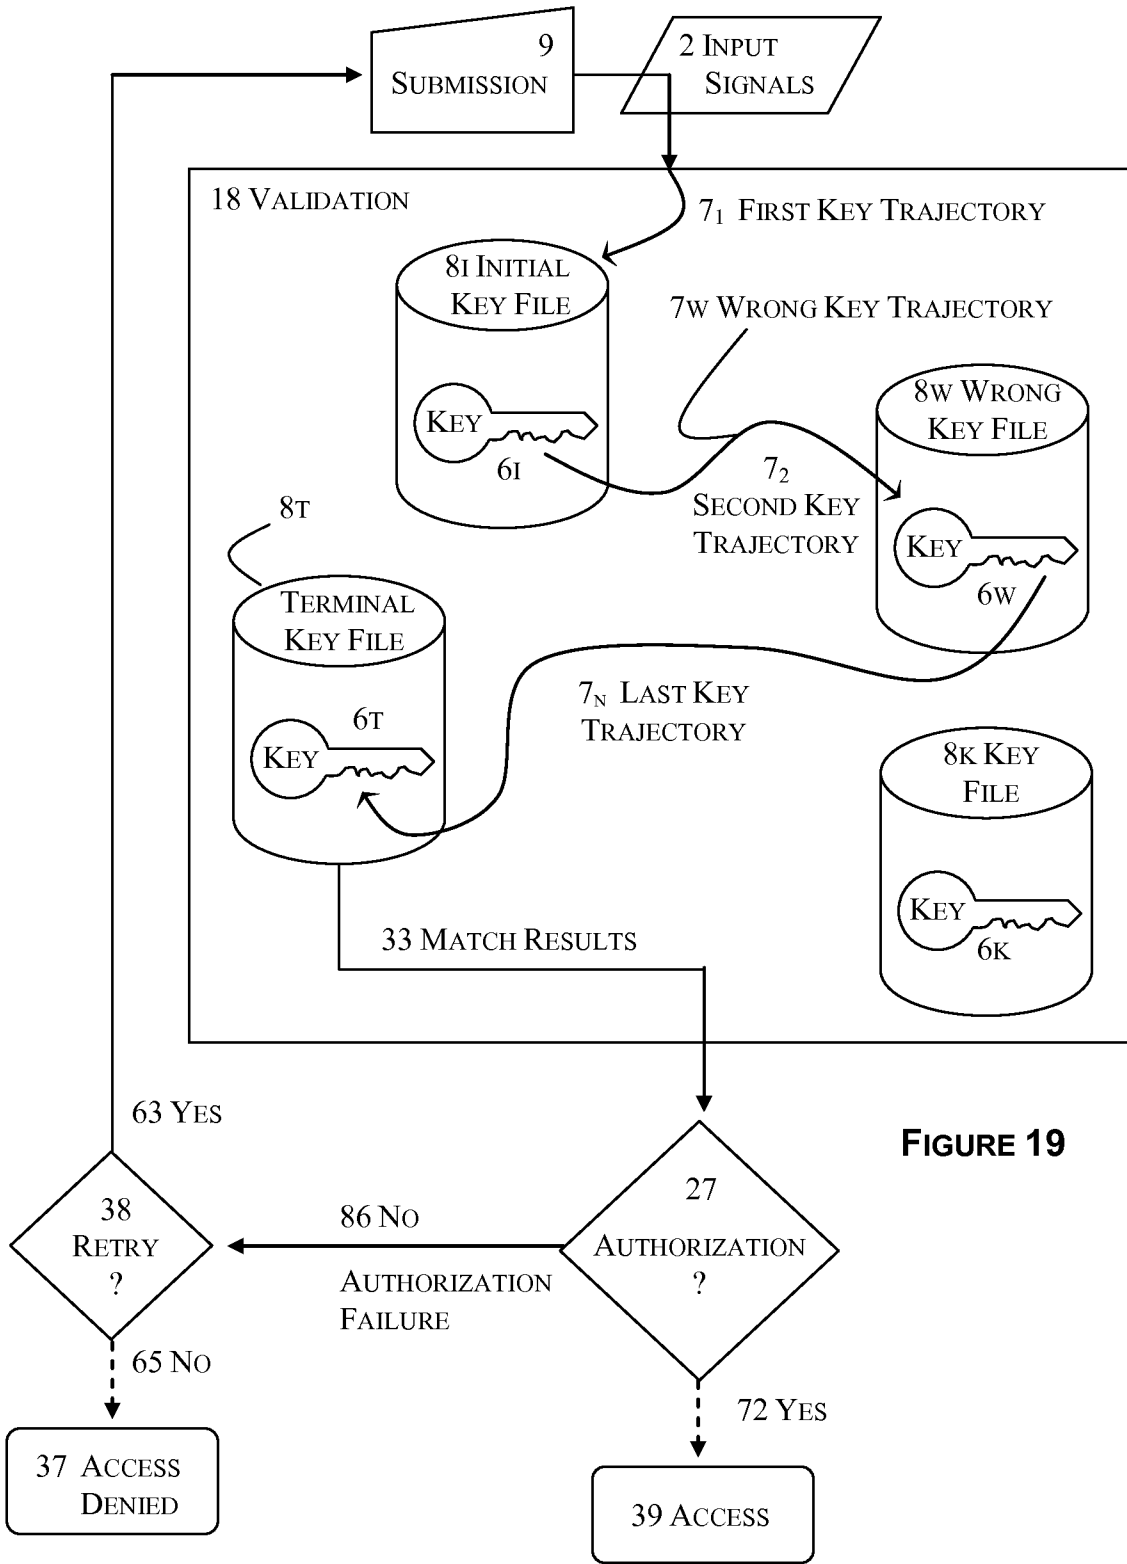 9
SUBMISSION
2 INPUT
SIGNALS
18 VALIDATION
7₁ FIRST KEY TRAJECTORY
8I INITIAL
KEY FILE
7W WRONG KEY TRAJECTORY
8W WRONG
KEY FILE
KEY
6I
7₂
SECOND KEY
TRAJECTORY
8T
KEY
6W
TERMINAL
KEY FILE
7N LAST KEY
TRAJECTORY
6T
KEY
8K KEY
FILE
KEY
6K
33 MATCH RESULTS
63 YES
FIGURE 19
38
RETRY
?
86 NO
AUTHORIZATION
FAILURE
27
AUTHORIZATION
?
65 NO
72 YES
37 ACCESS
DENIED
39 ACCESS